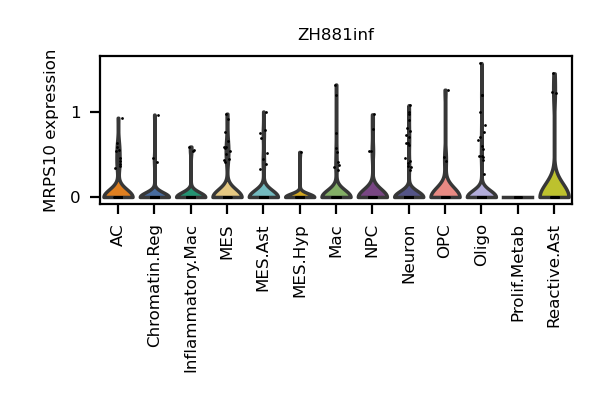 ZH881inf
MRPS10 expression
1
0
AC
Chromatin.Reg
Inflammatory.Mac
MES
MES.Ast
MES.Hyp
Mac
NPC
Neuron
OPC
Oligo
Prolif.Metab
Reactive.Ast